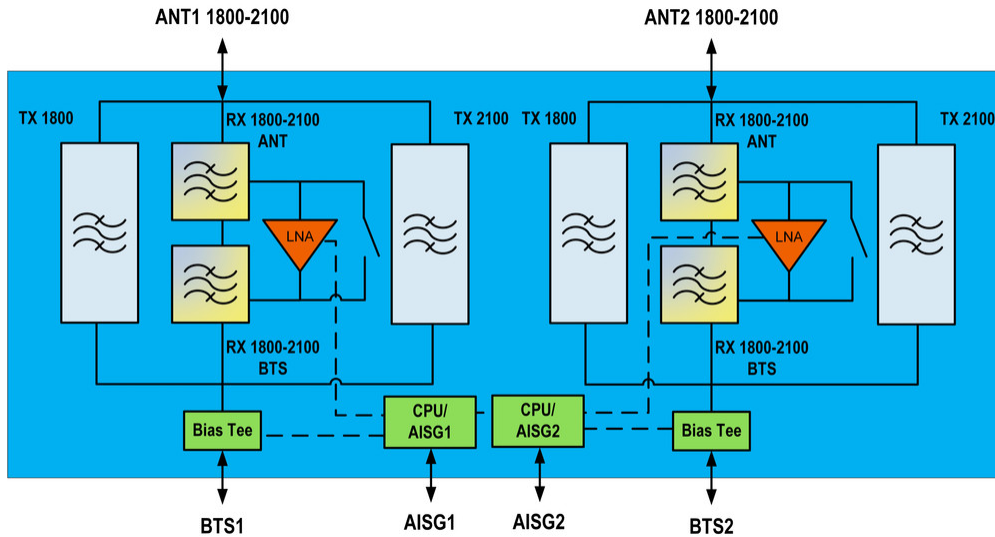 ANT1 1800-2100
ANT2 1800-2100
TX 1800
RX 1800-2100
ANT
TX 2100
TX 1800
RX 1800-2100
ANT
TX 2100
LNA
LNA
RX 1800-2100
BTS
RX 1800-2100
BTS
Bias Tee
CPU/
AISG1
CPU/
AISG2
Bias Tee
BTS1
AISG1
AISG2
BTS2